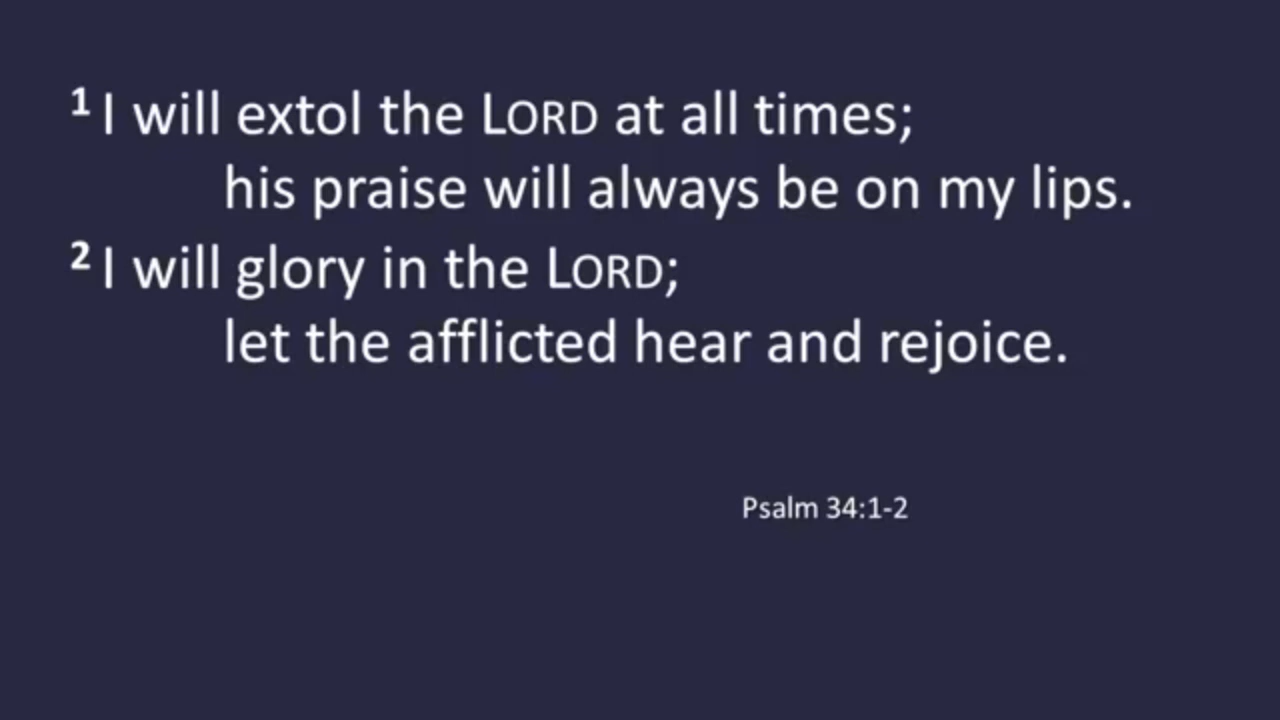 ¹ I will extol the LORD at all times;
his praise will always be on my lips.
² I will glory in the LORD;
let the afflicted hear and rejoice.
Psalm 34:1-2